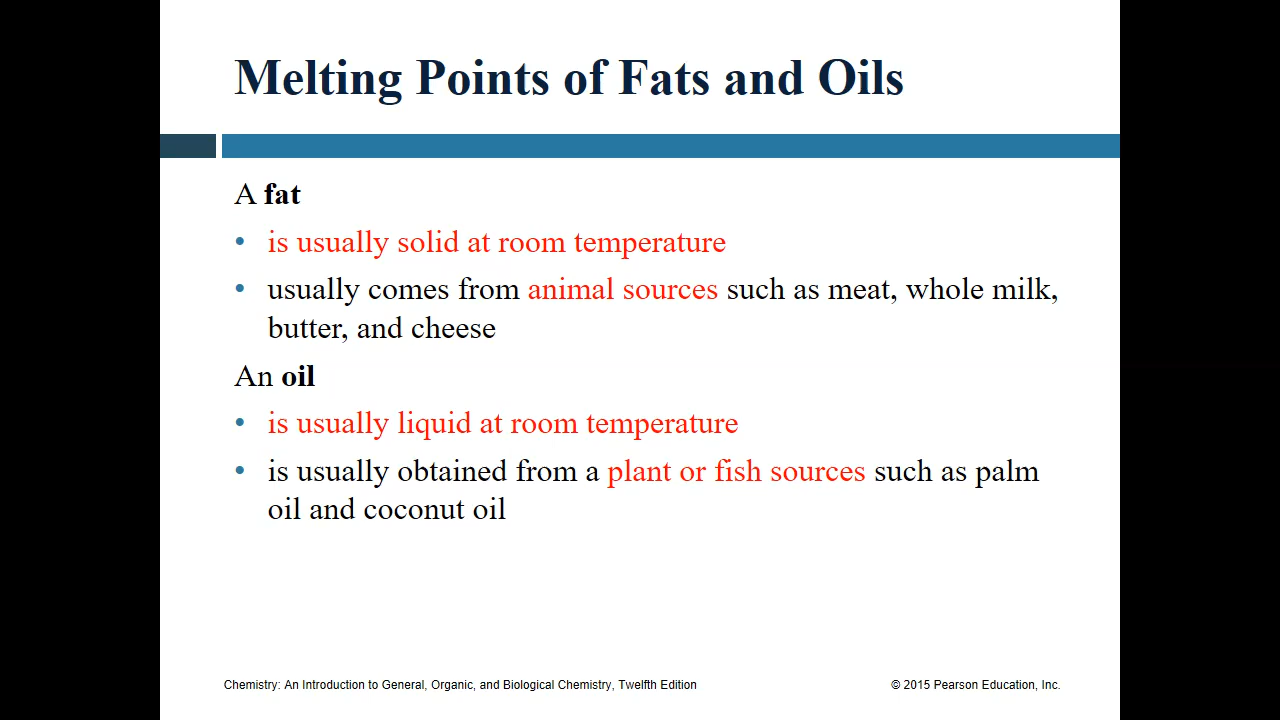 Melting Points of Fats and Oils
A fat
• is usually solid at room temperature
• usually comes from animal sources such as meat, whole milk,
butter, and cheese
An oil
• is usually liquid at room temperature
• is usually obtained from a plant or fish sources such as palm
oil and coconut oil
Chemistry: An Introduction to General, Organic, and Biological Chemistry, Twelfth Edition
© 2015 Pearson Education, Inc.